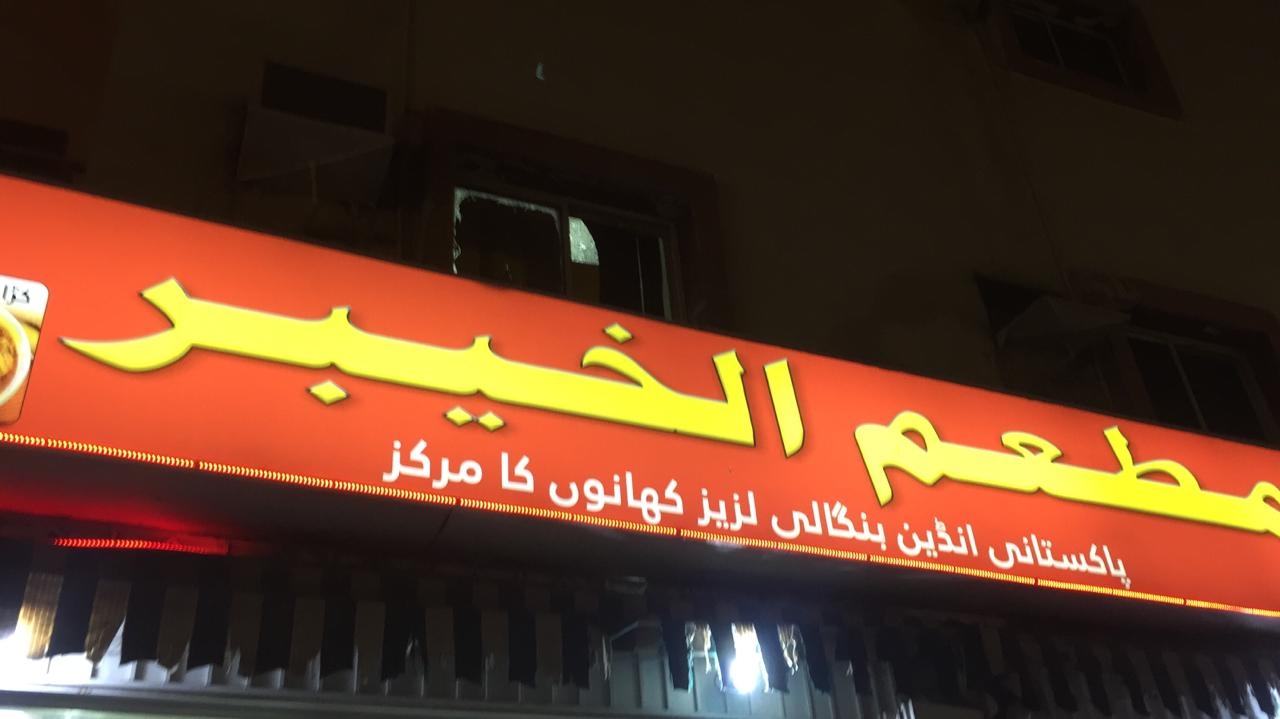 مطعم الخيبر
پاکستانی انڈین بنگالی لزیز کھانوں کا مرکز